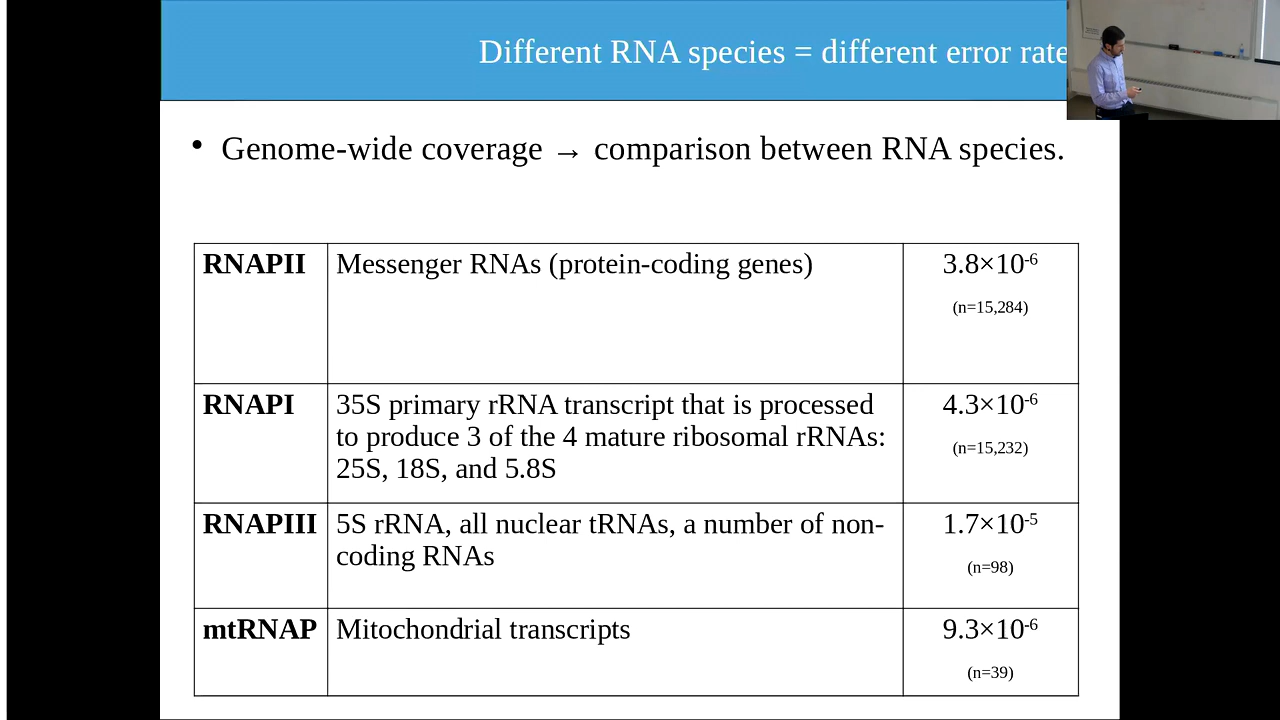 Different RNA species = different error rate
• Genome-wide coverage → comparison between RNA species.
RNAPII
Messenger RNAs (protein-coding genes)
3.8×10-6
(n=15,284)
RNAPI
35S primary rRNA transcript that is processed
to produce 3 of the 4 mature ribosomal rRNAs:
25S, 18S, and 5.8S
4.3×10-6
(n=15,232)
RNAPIII
5S rRNA, all nuclear tRNAs, a number of non-
coding RNAs
1.7×10-5
(n=98)
mtRNAP
Mitochondrial transcripts
9.3×10-6
(n=39)